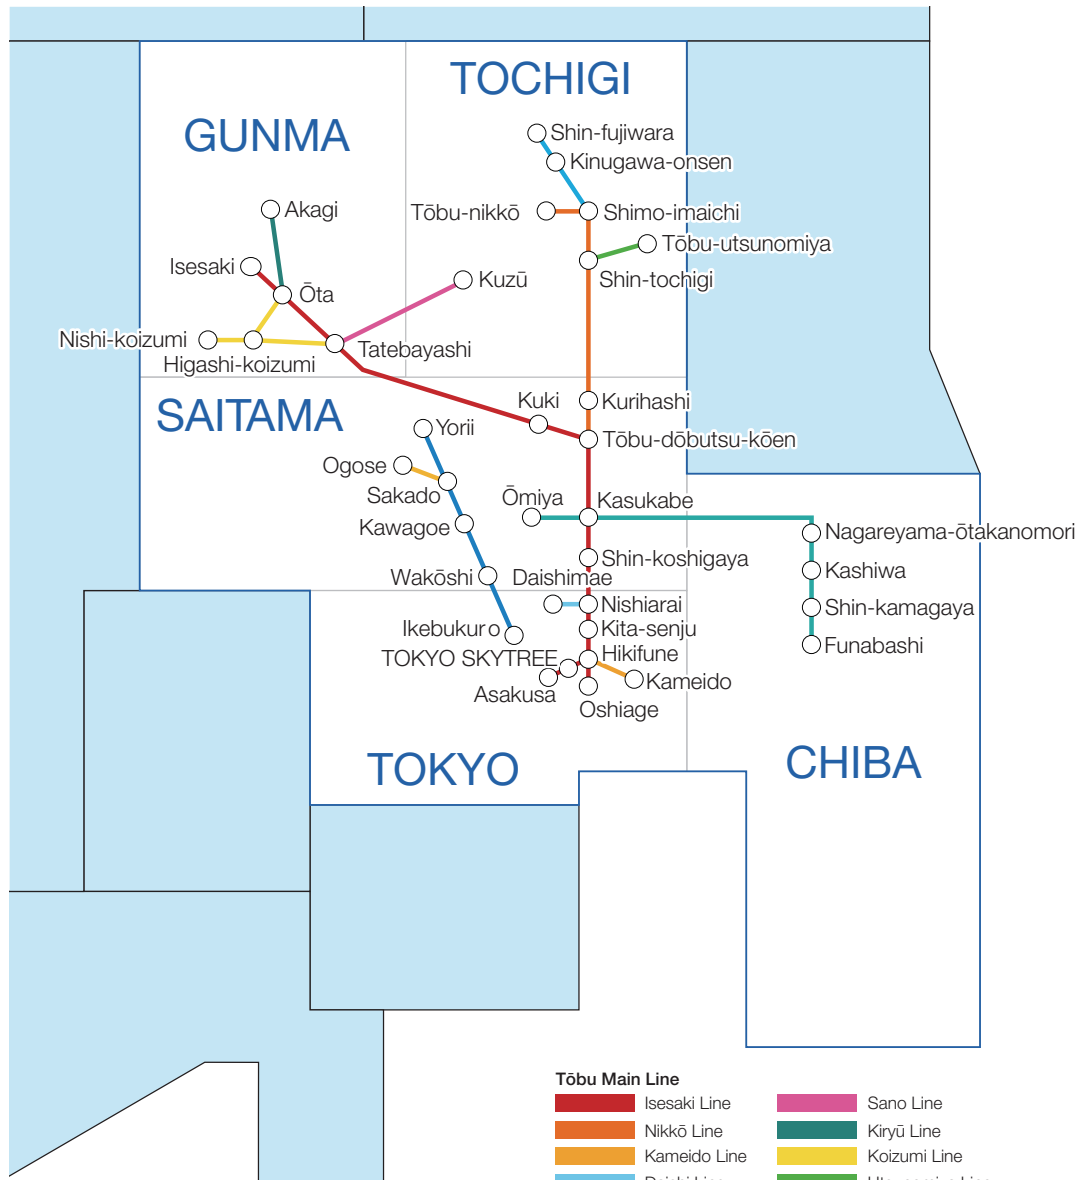 TOCHIGI
GUNMA
Shin-fujiwara
Kinugawa-onsen
Akagi
Tōbu-nikkō
Shimo-imaichi
Tōbu-utsunomiya
Isesaki
Kuzū
Shin-tochigi
Ōta
Nishi-koizumi
Tatebayashi
Higashi-koizumi
SAITAMA
Kuki
Kurihashi
Yorii
Tōbu-dōbutsu-kōen
Ogose
Sakado
Ōmiya
Kasukabe
Kawagoe
Nagareyama-ōtakanomori
Shin-koshigaya
Wakōshi
Daishimae
Kashiwa
Nishiarai
Shin-kamagaya
Ikebukuro
Kita-senju
Funabashi
TOKYO SKYTREE
Hikifune
Asakusa
Kameido
Oshiage
TOKYO
CHIBA
Tōbu Main Line
Isesaki Line
Sano Line
Nikkō Line
Kiryū Line
Kameido Line
Koizumi Line